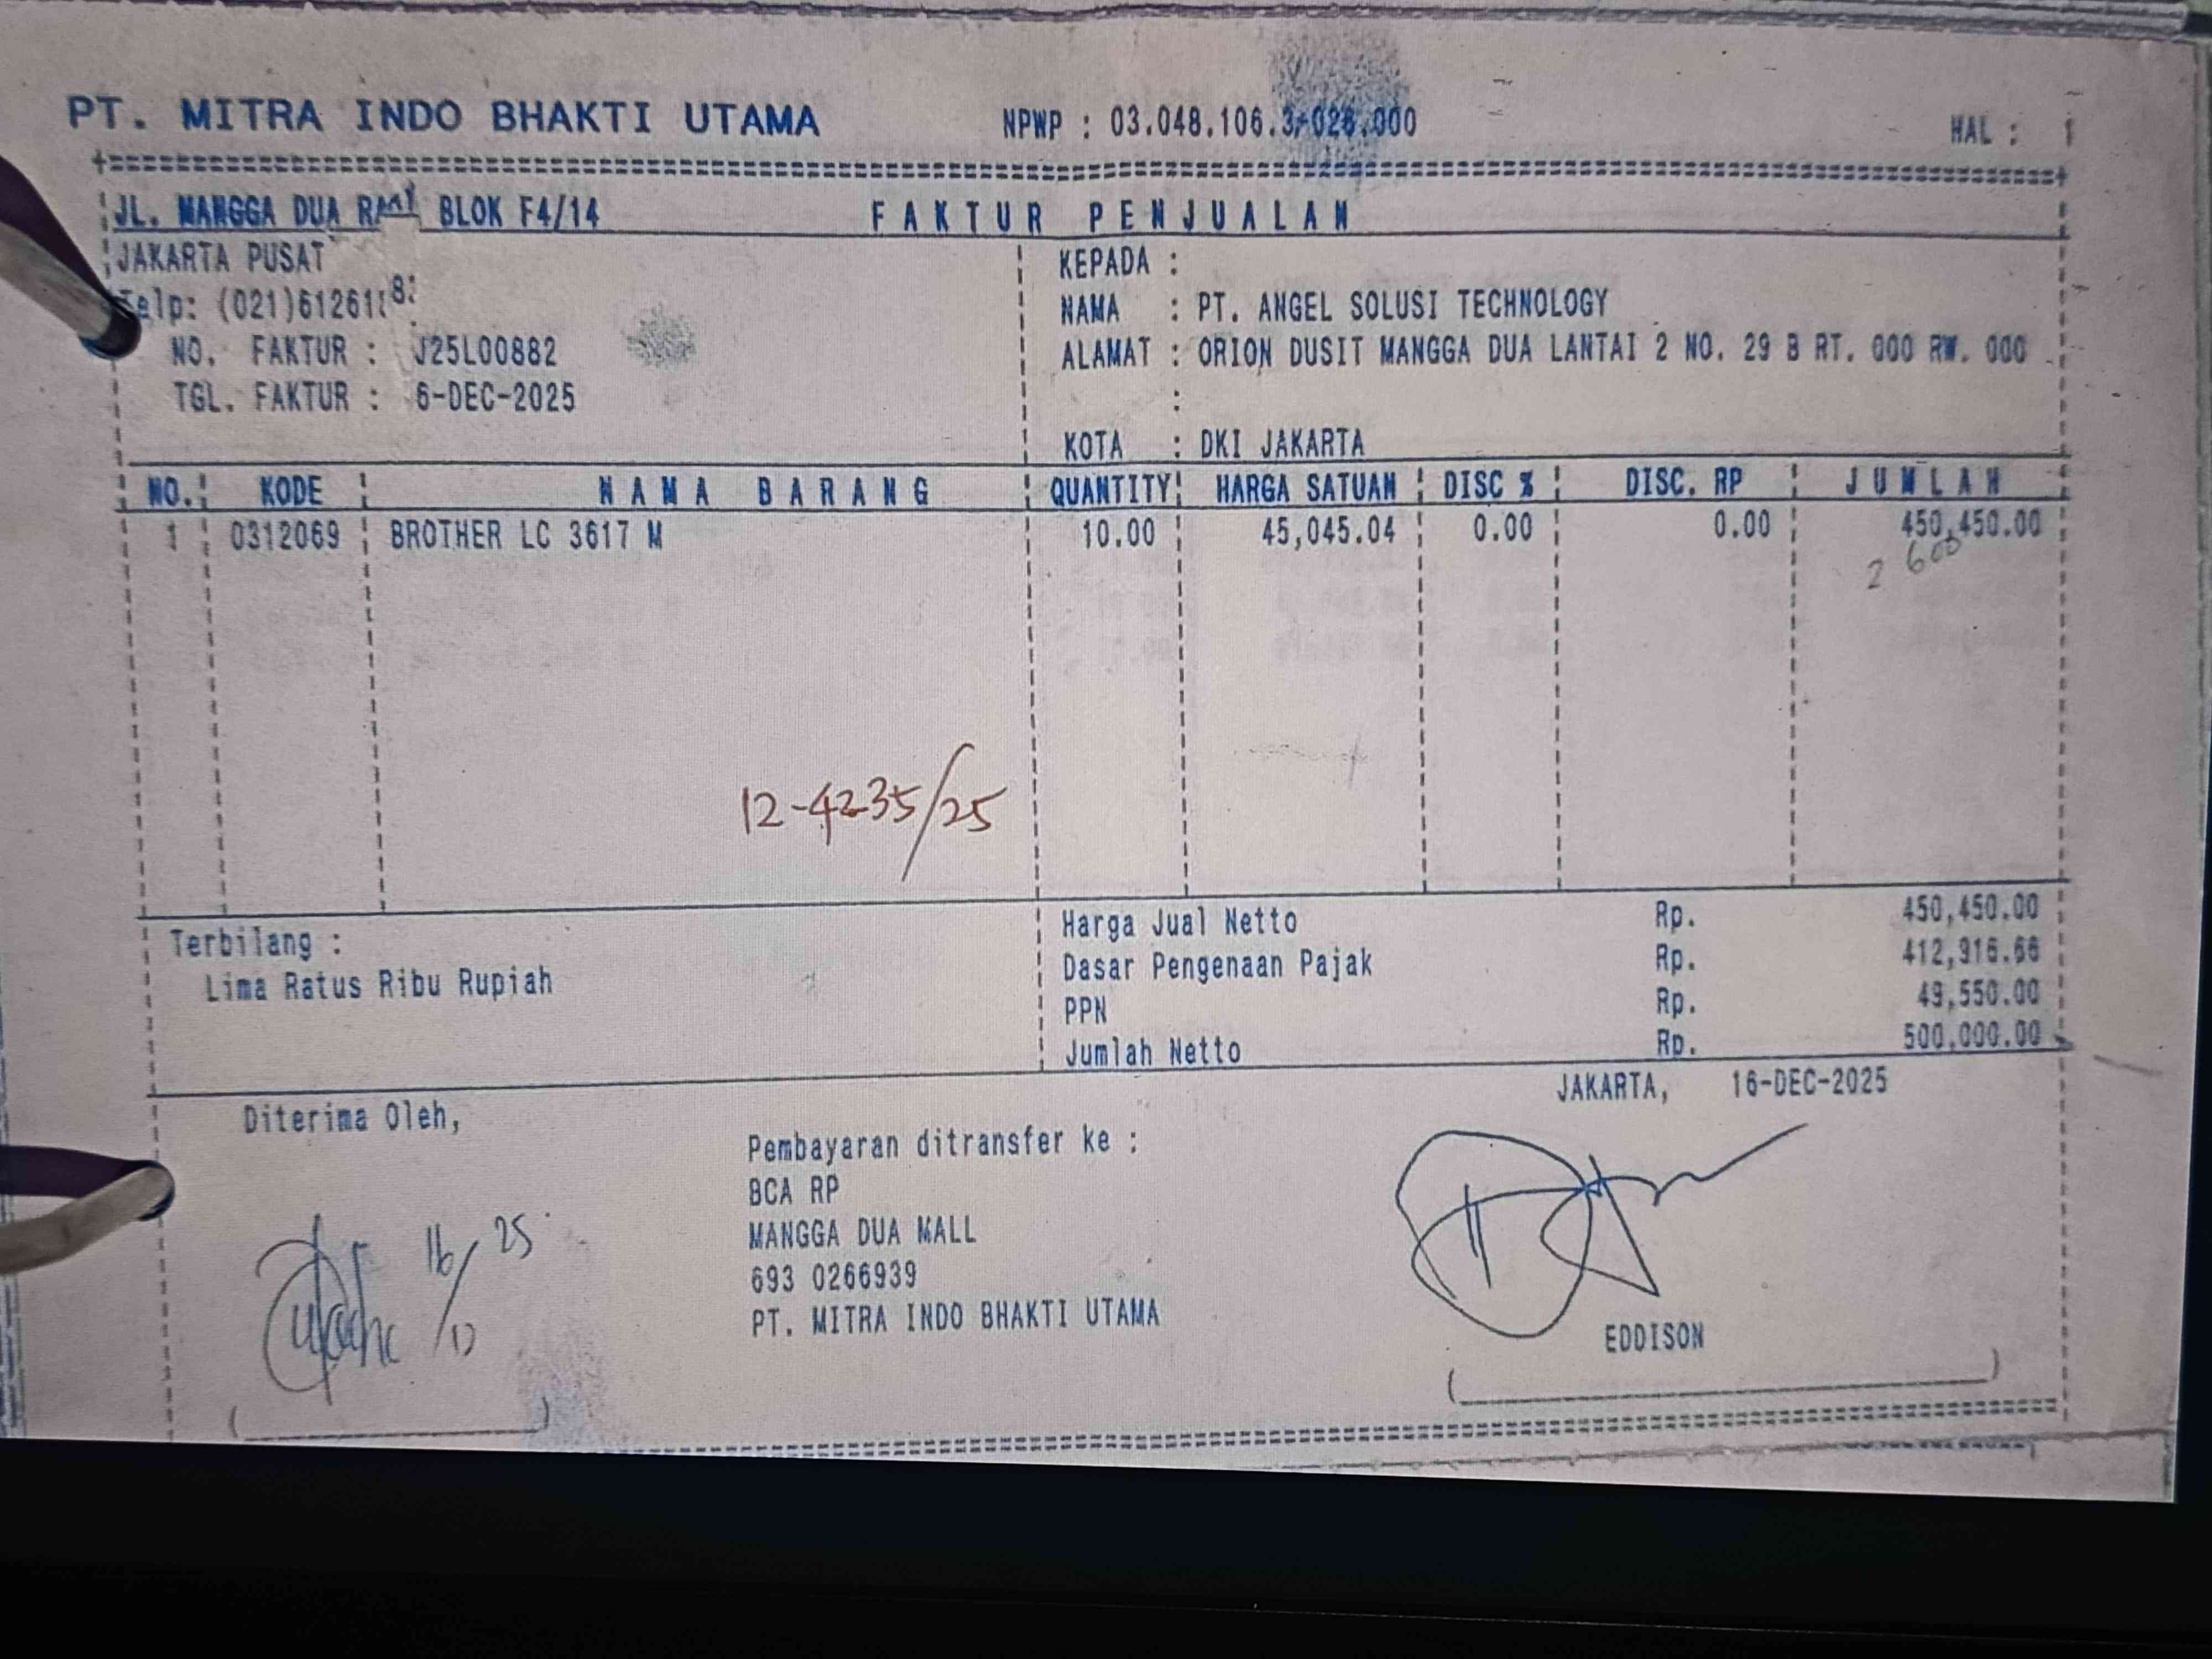 PT. MITRA INDO BHAKTI UTAMA NPWP : 03.048.106.3-026.000 HAL : 1
JL. MANGGA DUA BLOK F4/14 FAKTUR PENJUALAN
JAKARTA PUSAT KEPADA :
Telp: NAMA : PT. ANGEL SOLUSI TECHNOLOGY
NO. FAKTUR : J25L00882 ALAMAT : ORION DUSIT MANGGA DUA LANTAI 2 NO. 29 B RT. 000 RW. 000
TGL. FAKTUR : 6-DEC-2025 :
KOTA : DKI JAKARTA
NO. KODE NAMA BARANG QUANTITY HARGA SATUAN DISC % DISC. RP JUMLAH
1 0312069 BROTHER LC 3617 M 10.00 45,045.04 0.00 0.00 450,450.00
2 600
12-4235/25
Harga Jual Netto Rp. 450,450.00
Terbilang : Dasar Pengenaan Pajak Rp. 412,916.66
Lima Ratus Ribu Rupiah PPN Rp. 49,550.00
Jumlah Netto Rp. 500,000.00
JAKARTA, 16-DEC-2025
Diterima Oleh,
Pembayaran ditransfer ke :
BCA RP
MANGGA DUA MALL
16/25
693 0266939
PT. MITRA INDO BHAKTI UTAMA
EDDISON